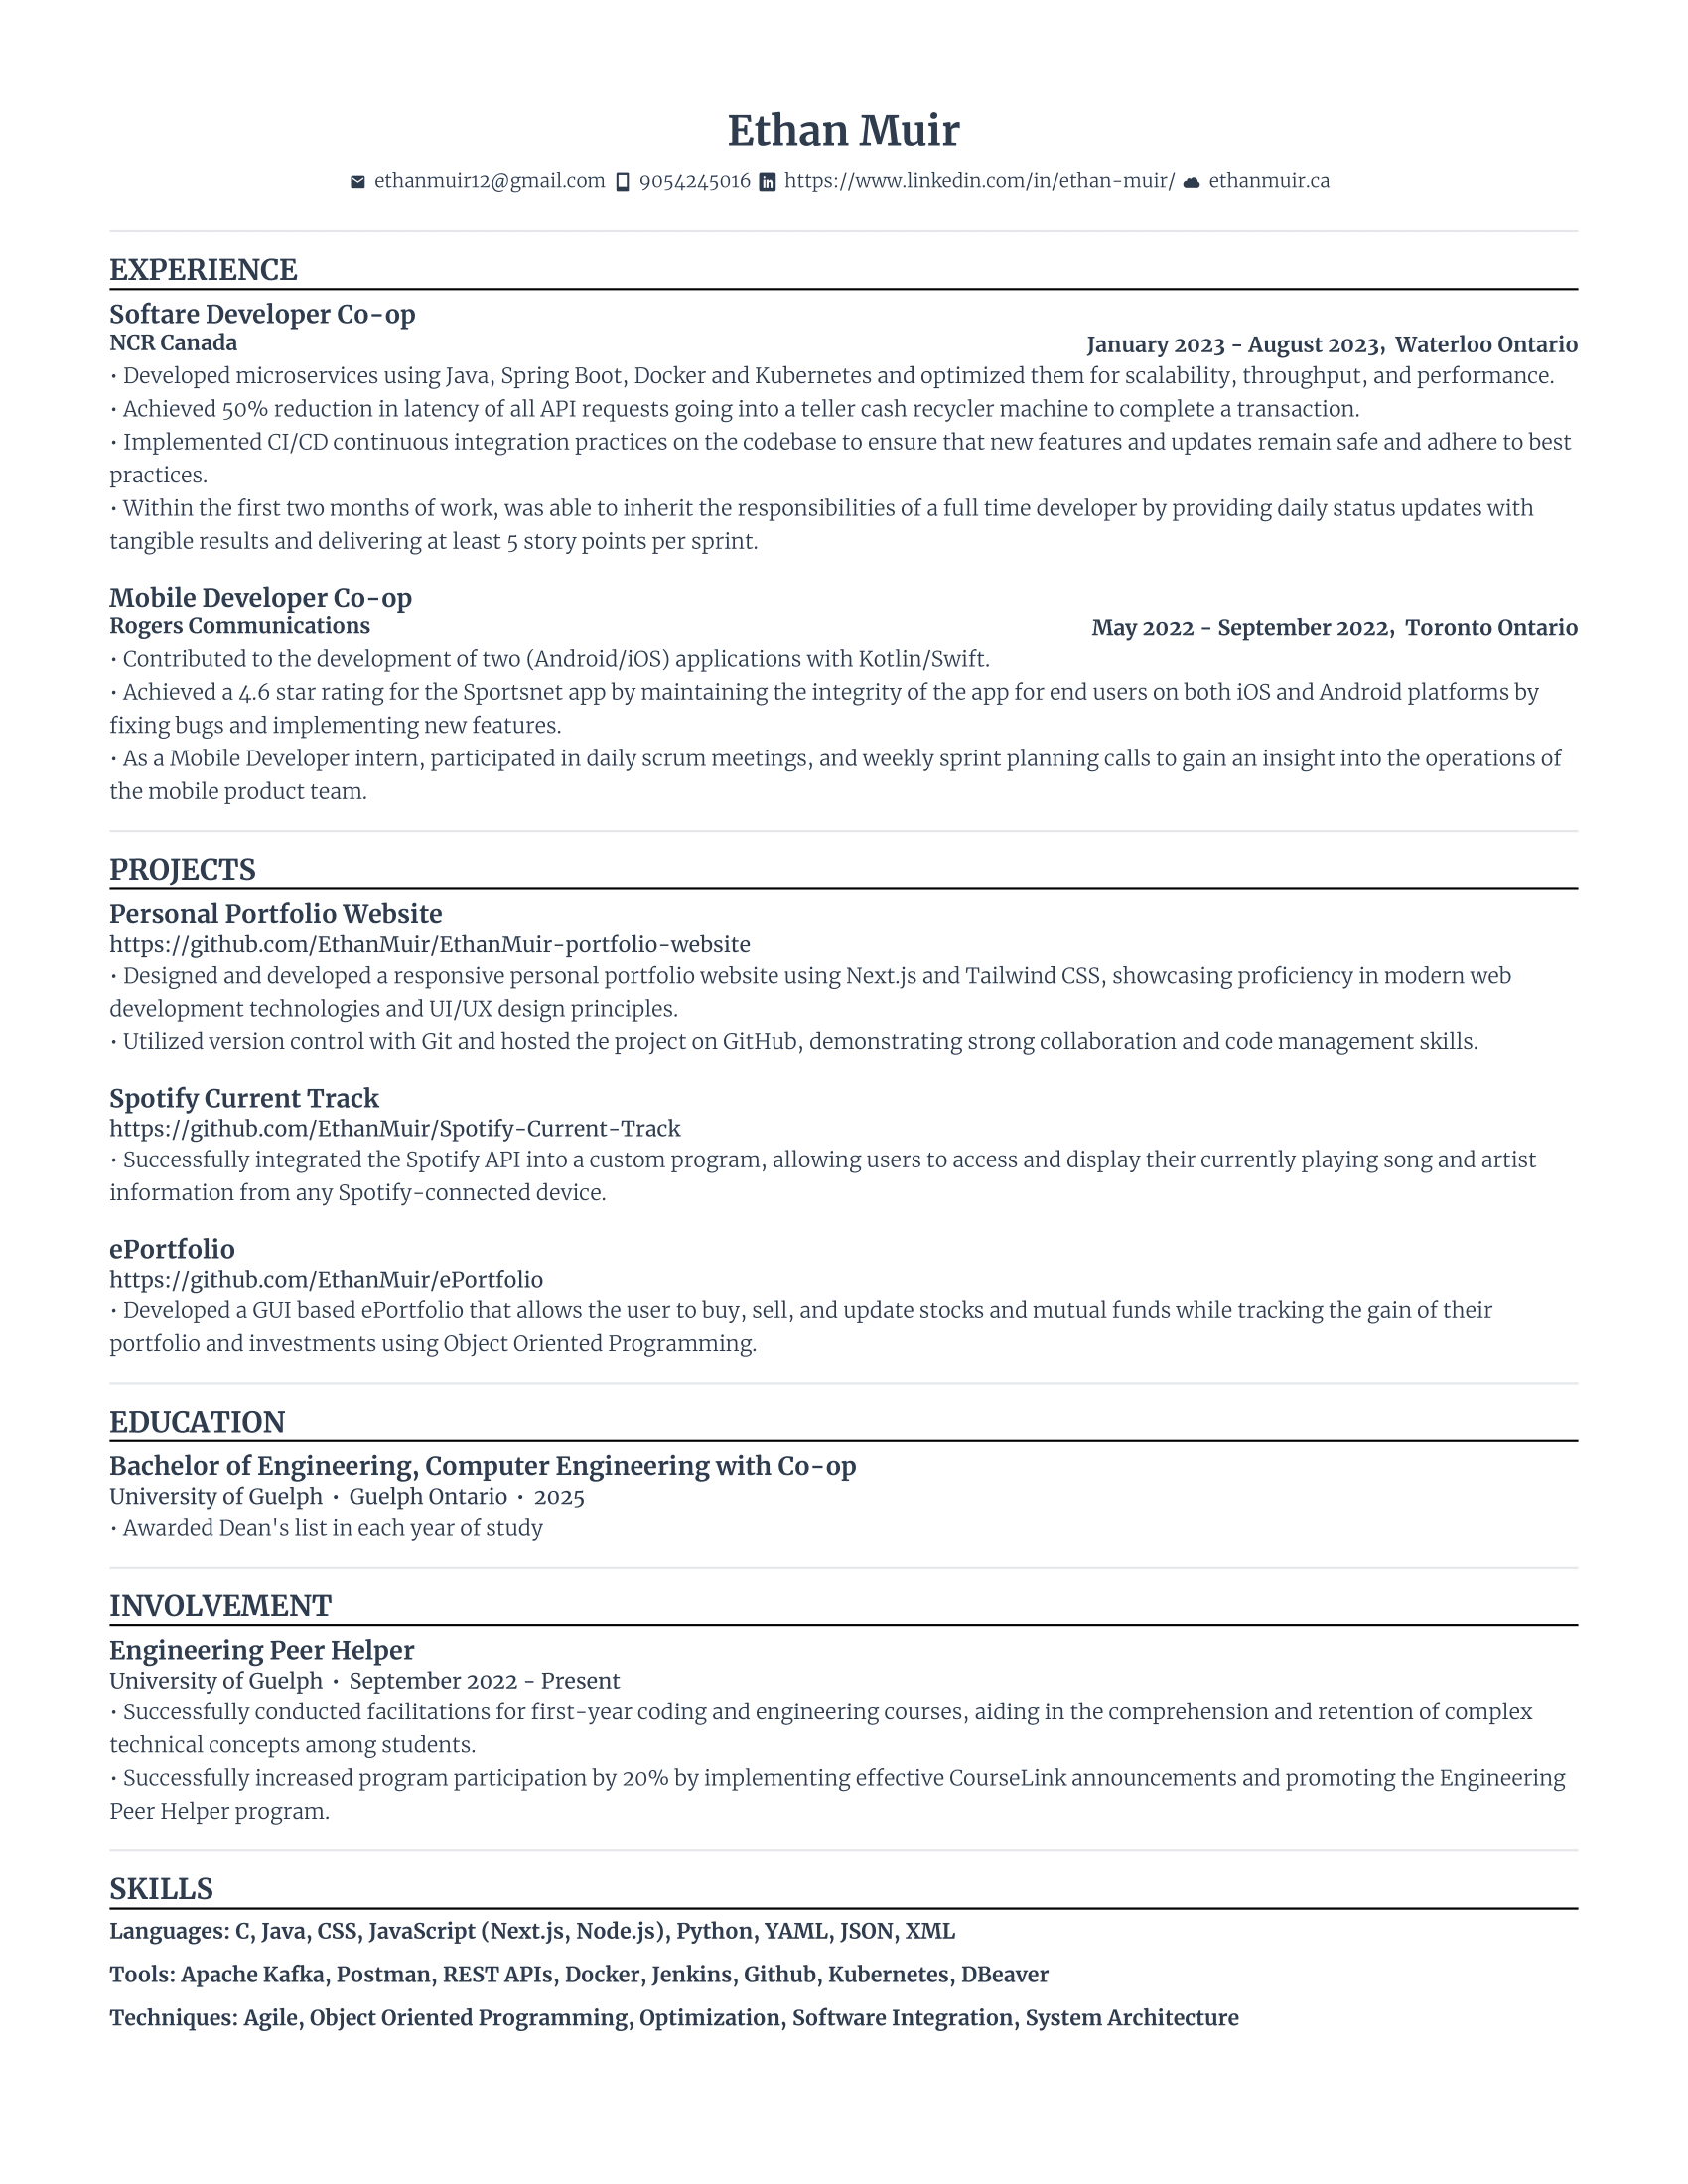 Ethan Muir
ethanmuir12@gmail.com 9054245016 https://www.linkedin.com/in/ethan-muir/ ethanmuir.ca
EXPERIENCE
Softare Developer Co-op
NCR Canada January 2023 - August 2023, Waterloo Ontario
• Developed microservices using Java, Spring Boot, Docker and Kubernetes and optimized them for scalability, throughput, and performance.
• Achieved 50% reduction in latency of all API requests going into a teller cash recycler machine to complete a transaction.
• Implemented CI/CD continuous integration practices on the codebase to ensure that new features and updates remain safe and adhere to best
practices.
• Within the first two months of work, was able to inherit the responsibilities of a full time developer by providing daily status updates with
tangible results and delivering at least 5 story points per sprint.
Mobile Developer Co-op
Rogers Communications May 2022 - September 2022, Toronto Ontario
• Contributed to the development of two (Android/iOS) applications with Kotlin/Swift.
• Achieved a 4.6 star rating for the Sportsnet app by maintaining the integrity of the app for end users on both iOS and Android platforms by
fixing bugs and implementing new features.
• As a Mobile Developer intern, participated in daily scrum meetings, and weekly sprint planning calls to gain an insight into the operations of
the mobile product team.
PROJECTS
Personal Portfolio Website
https://github.com/EthanMuir/EthanMuir-portfolio-website
• Designed and developed a responsive personal portfolio website using Next.js and Tailwind CSS, showcasing proficiency in modern web
development technologies and UI/UX design principles.
• Utilized version control with Git and hosted the project on GitHub, demonstrating strong collaboration and code management skills.
Spotify Current Track
https://github.com/EthanMuir/Spotify-Current-Track
• Successfully integrated the Spotify API into a custom program, allowing users to access and display their currently playing song and artist
information from any Spotify-connected device.
ePortfolio
https://github.com/EthanMuir/ePortfolio
• Developed a GUI based ePortfolio that allows the user to buy, sell, and update stocks and mutual funds while tracking the gain of their
portfolio and investments using Object Oriented Programming.
EDUCATION
Bachelor of Engineering, Computer Engineering with Co-op
University of Guelph • Guelph Ontario • 2025
• Awarded Dean's list in each year of study
INVOLVEMENT
Engineering Peer Helper
University of Guelph • September 2022 - Present
• Successfully conducted facilitations for first-year coding and engineering courses, aiding in the comprehension and retention of complex
technical concepts among students.
• Successfully increased program participation by 20% by implementing effective CourseLink announcements and promoting the Engineering
Peer Helper program.
SKILLS
Languages: C, Java, CSS, JavaScript (Next.js, Node.js), Python, YAML, JSON, XML
Tools: Apache Kafka, Postman, REST APIs, Docker, Jenkins, Github, Kubernetes, DBeaver
Techniques: Agile, Object Oriented Programming, Optimization, Software Integration, System Architecture